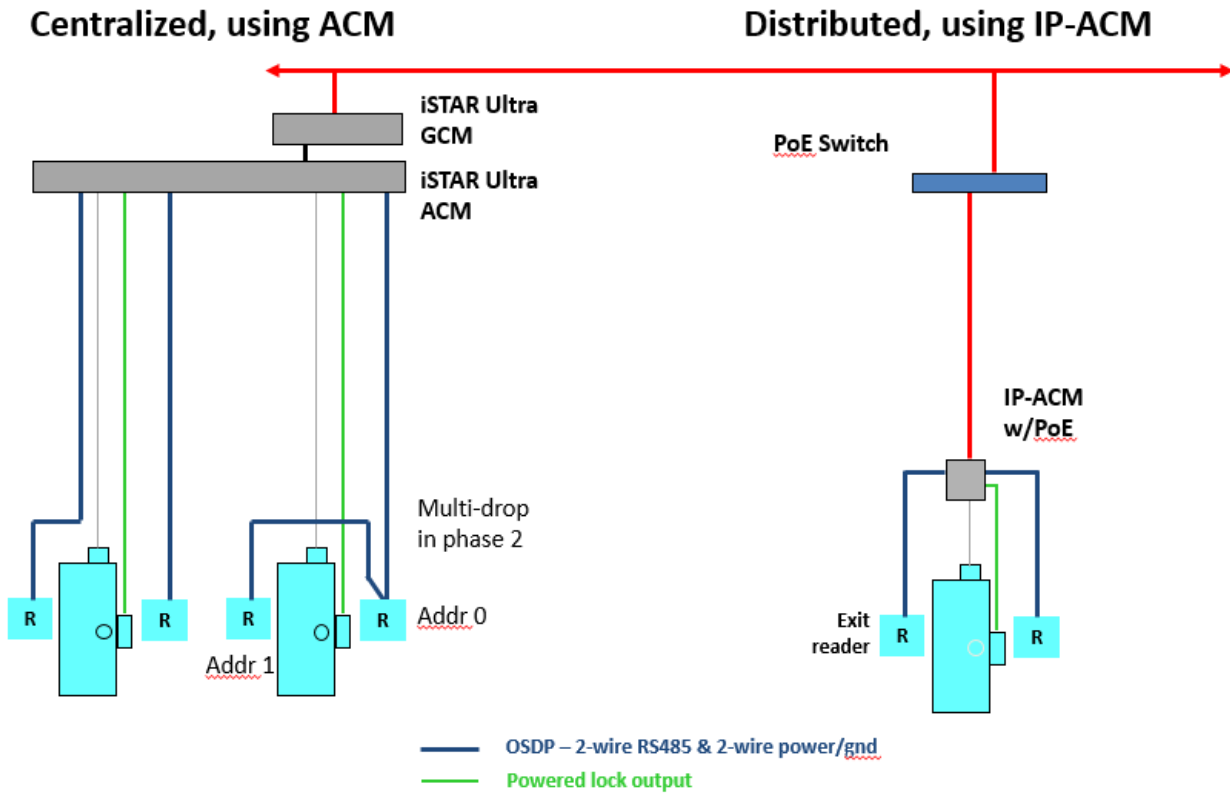 Centralized, using ACM
Distributed, using IP-ACM
iSTAR Ultra
GCM
PoE Switch
iSTAR Ultra
ACM
IP-ACM
w/PoE
Multi-drop
in phase 2
R
R
R
R
Addr 0
Addr 1
Exit
reader
R
R
OSDP – 2-wire RS485 & 2-wire power/gnd
Powered lock output